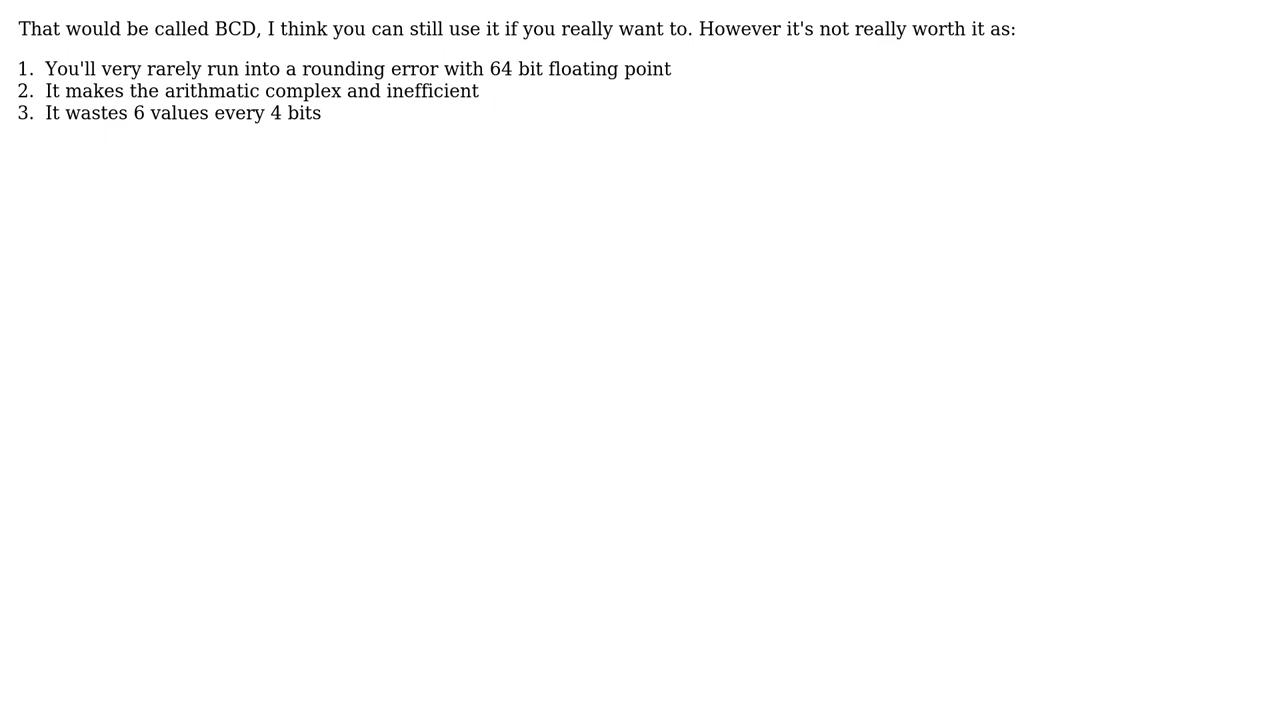 That would be called BCD, I think you can still use it if you really want to. However it's not really worth it as:
1. You'll very rarely run into a rounding error with 64 bit floating point
2. It makes the arithmatic complex and inefficient
3. It wastes 6 values every 4 bits